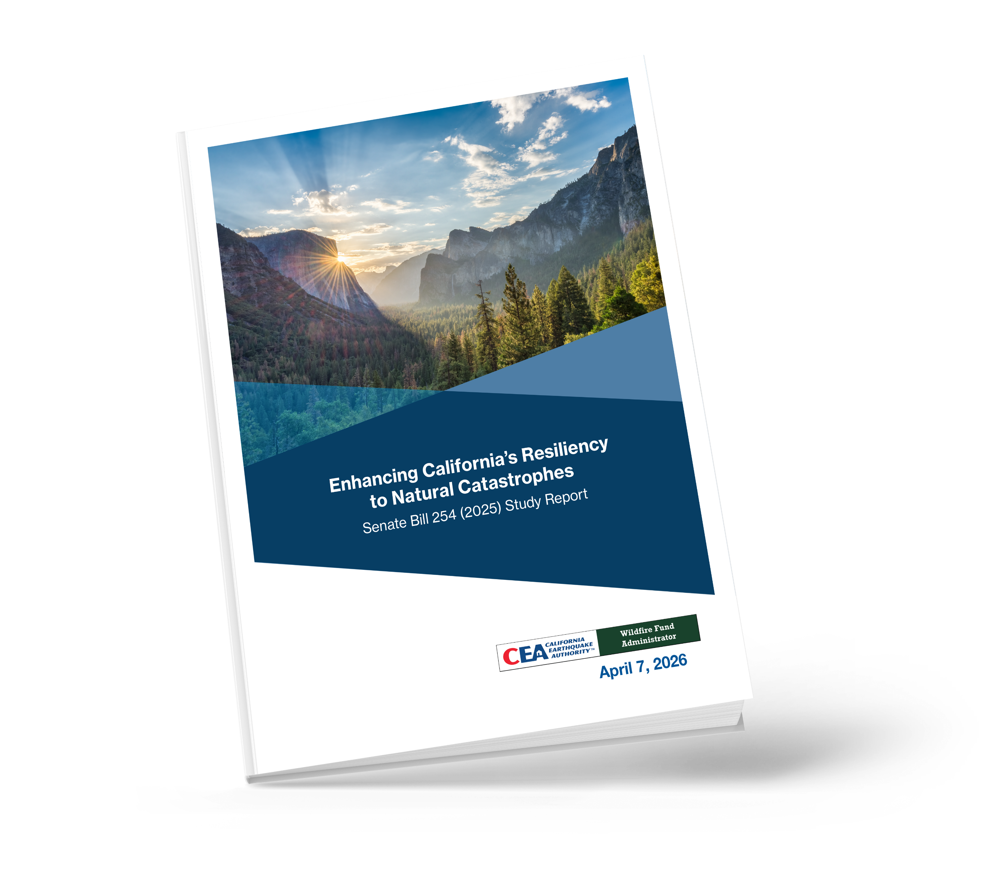 Enhancing California’s Resiliency
to Natural Catastrophes
Senate Bill 254 (2025) Study Report
CEA
CALIFORNIA
EARTHQUAKE
AUTHORITY™
Wildfire Fund
Administrator
April 7, 2026